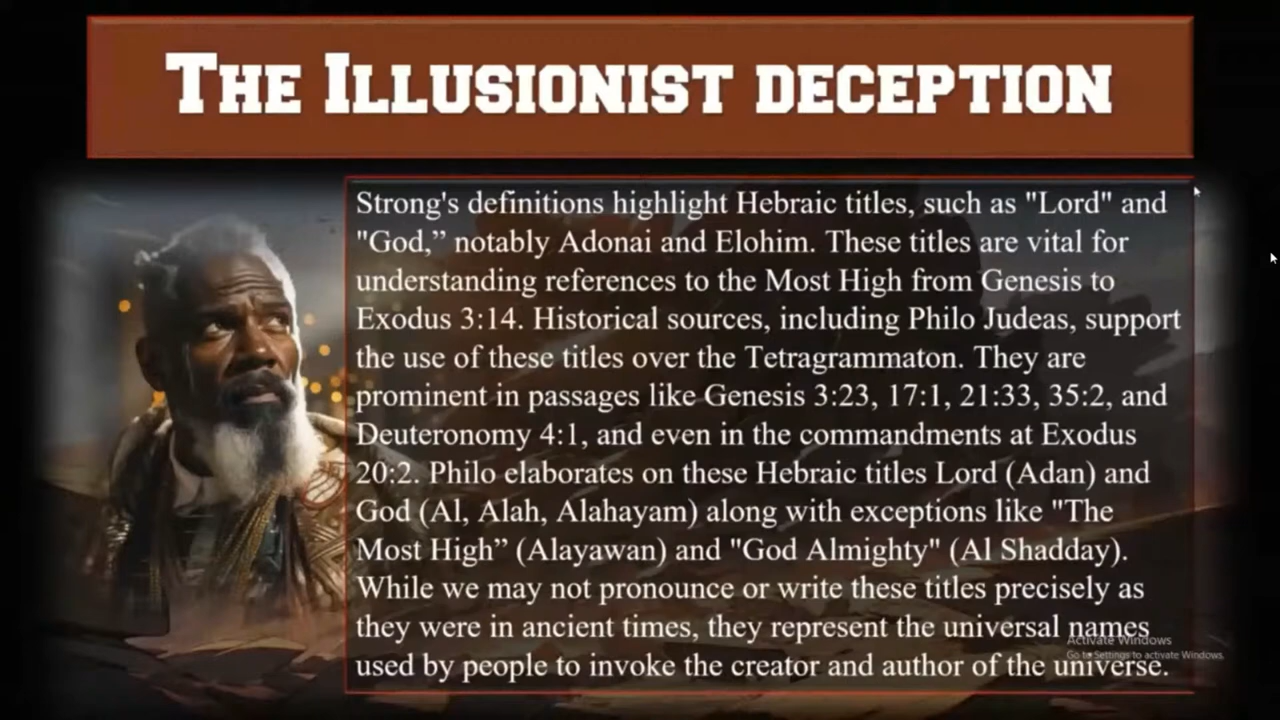 THE ILLUSIONIST DECEPTION
Strong's definitions highlight Hebraic titles, such as "Lord" and
"God,” notably Adonai and Elohim. These titles are vital for
understanding references to the Most High from Genesis to
Exodus 3:14. Historical sources, including Philo Judeas, support
the use of these titles over the Tetragrammaton. They are
prominent in passages like Genesis 3:23, 17:1, 21:33, 35:2, and
Deuteronomy 4:1, and even in the commandments at Exodus
20:2. Philo elaborates on these Hebraic titles Lord (Adan) and
God (Al, Alah, Alahayam) along with exceptions like "The
Most High” (Alayawan) and "God Almighty" (Al Shadday).
While we may not pronounce or write these titles precisely as
they were in ancient times, they represent the universal names
used by people to invoke the creator and author of the universe.
Activate Windows
Go to Settings to activate Windows.